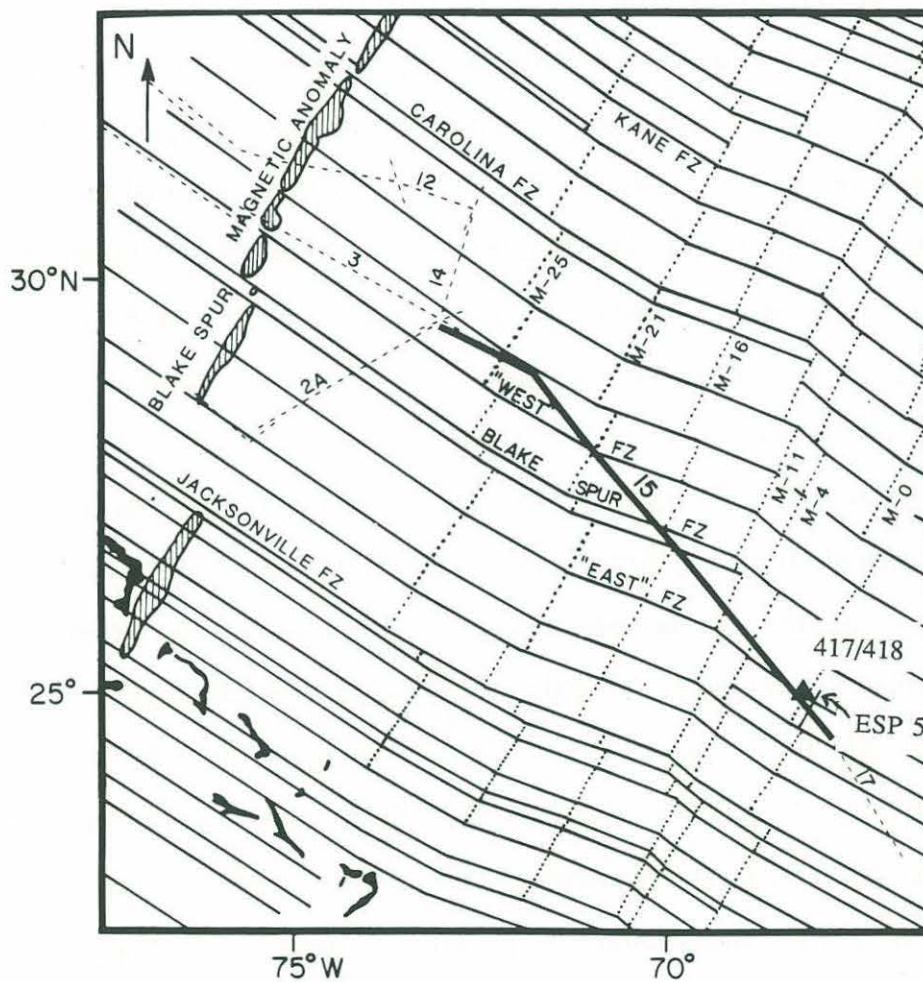 N
BLAKE SPUR MAGNETIC ANOMALY
CAROLINA FZ
KANE FZ
12
3
14
2A
30°N
M-25
M-21
M-16
M-11
M-4
M-0
"WEST" FZ
BLAKE SPUR FZ
15
"EAST" FZ
JACKSONVILLE FZ
417/418
25°
ESP 5
17
75°W
70°